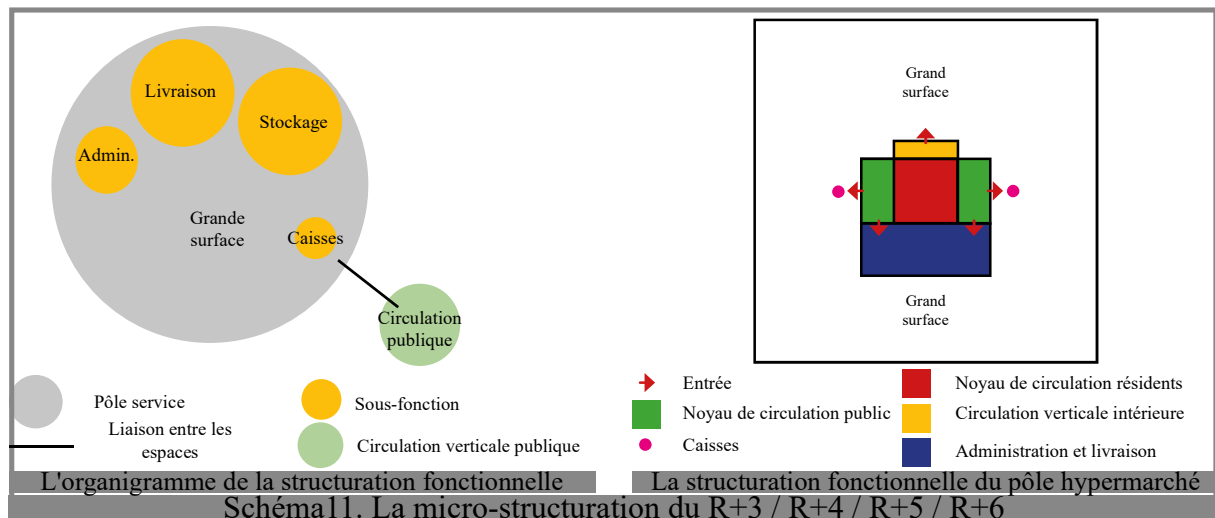 Livraison
Stockage
Admin.
Grande
surface
Caisses
Circulation
publique
Pôle service
Liaison entre les
espaces
Sous-fonction
Circulation verticale publique
L'organigramme de la structuration fonctionnelle
Grand
surface
Grand
surface
Entrée
Noyau de circulation public
Caisses
Noyau de circulation résidents
Circulation verticale intérieure
Administration et livraison
La structuration fonctionnelle du pôle hypermarché
Schéma11. La micro-structuration du R+3 / R+4 / R+5 / R+6